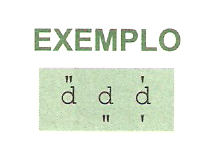 EXEMPLO
" '
d d d
" '